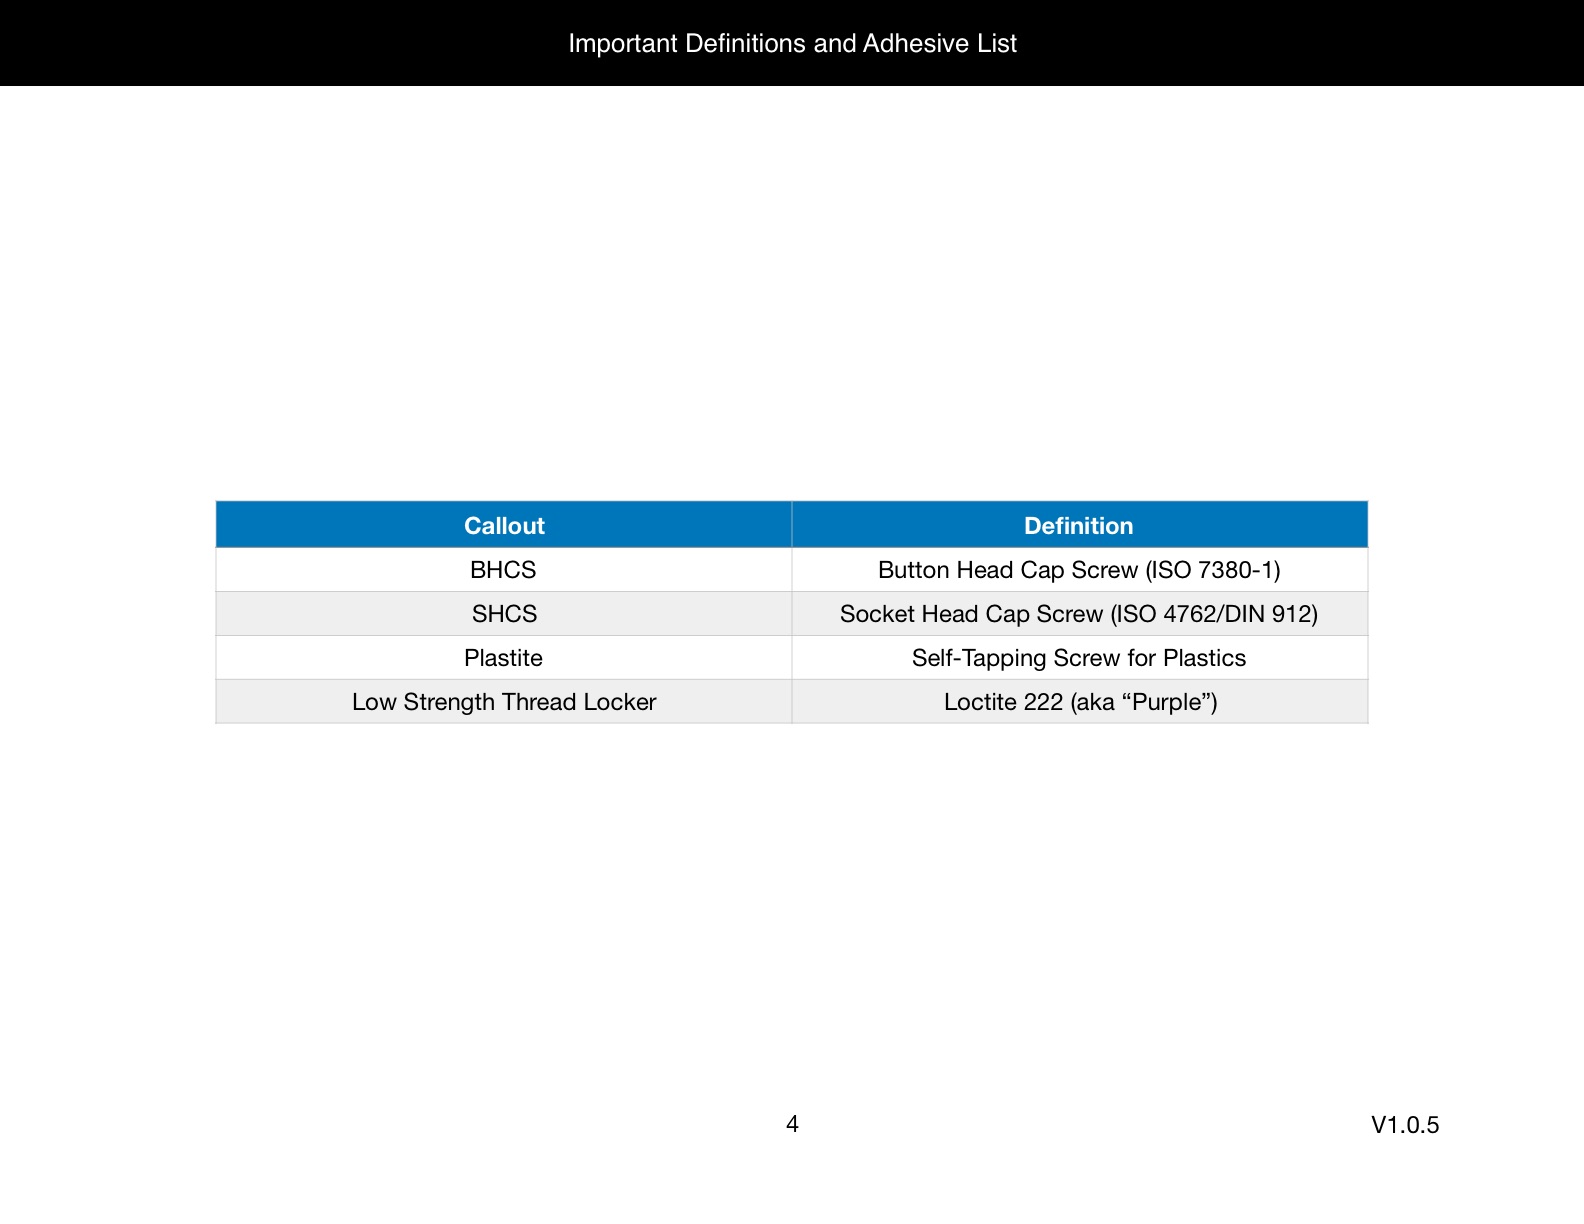 Important Definitions and Adhesive List
Callout Definition
BHCS Button Head Cap Screw (ISO 7380-1)
SHCS Socket Head Cap Screw (ISO 4762/DIN 912)
Plastite Self-Tapping Screw for Plastics
Low Strength Thread Locker Loctite 222 (aka “Purple”)
4 V1.0.5